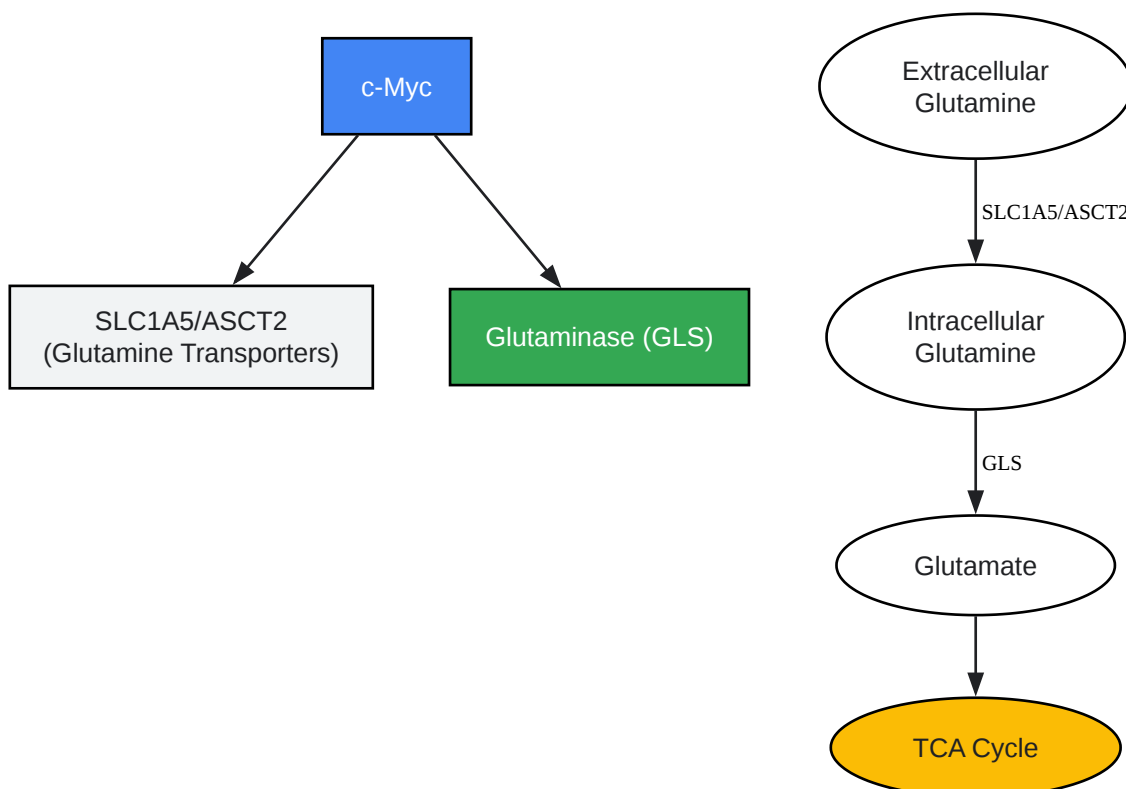 c-Myc
SLC1A5/ASCT2
(Glutamine Transporters)
Glutaminase (GLS)
Extracellular
Glutamine
SLC1A5/ASCT2
Intracellular
Glutamine
GLS
Glutamate
TCA Cycle